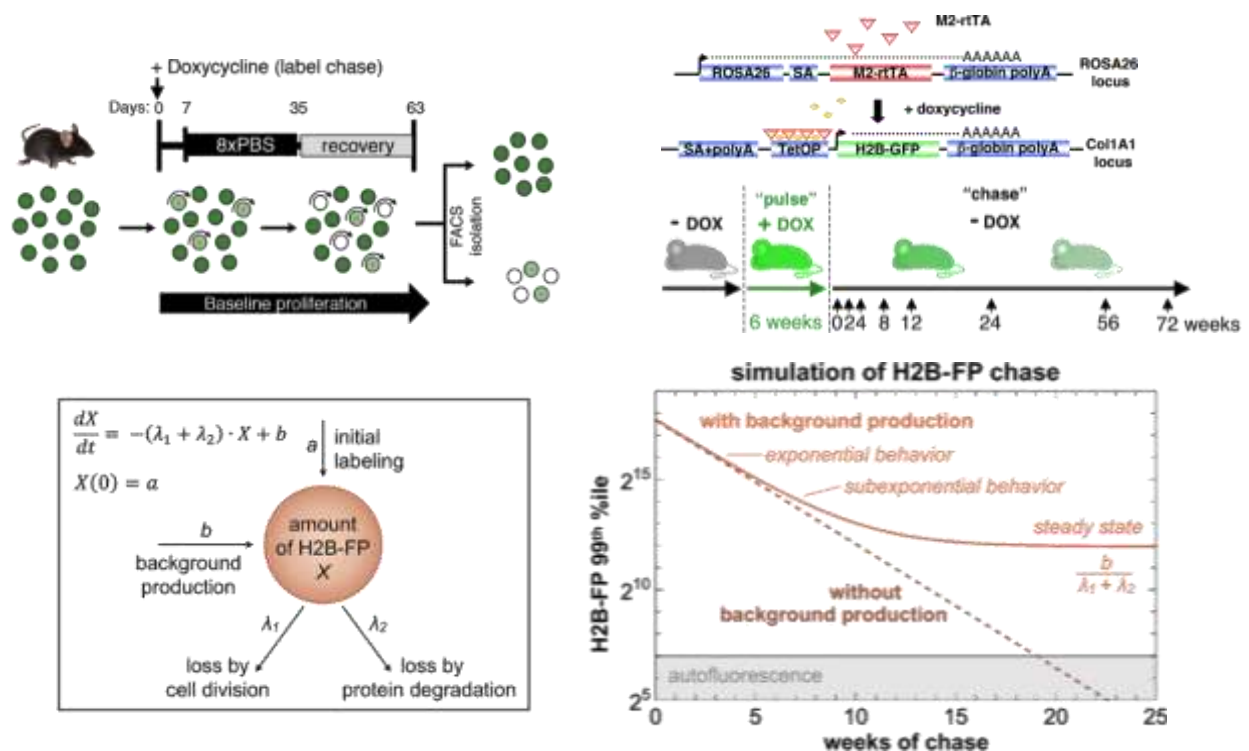 + Doxycycline (label chase)
Days: 0 7 35 63
8xPBS
recovery
FACS
isolation
Baseline proliferation
M2-rtTA
AAAAAA
ROSA26
SA
M2-rtTA
β-globin polyA
ROSA26
locus
+ doxycycline
AAAAAA
SA+polyA
TetOP
H2B-GFP
β-globin polyA
Col1A1
locus
"pulse"
"chase"
- DOX
+ DOX
- DOX
6 weeks
0 2 4 8 12 24 56 72 weeks
dX/dt = -(λ₁ + λ₂) · X + b
X(0) = a
a
initial
labeling
b
background
production
amount
of H2B-FP
X
λ₁
λ₂
loss by
cell division
loss by
protein degradation
simulation of H2B-FP chase
with background production
exponential behavior
subexponential behavior
steady state
b/(λ₁ + λ₂)
without
background production
autofluorescence
H2B-FP 99th %ile
2^15
2^10
2^5
0 5 10 15 20 25
weeks of chase